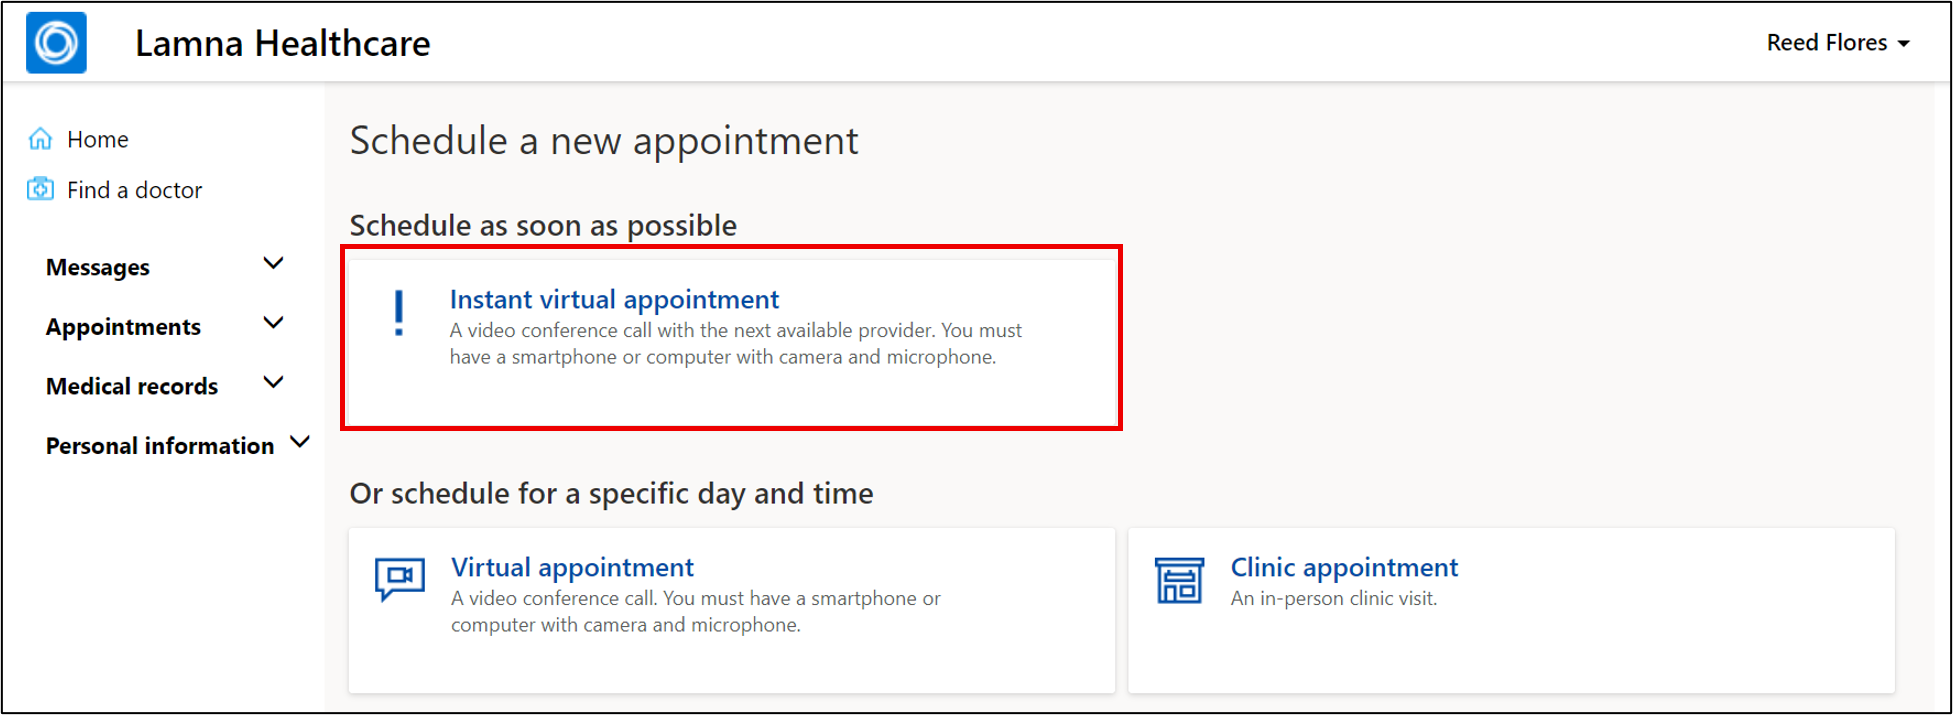 Lamna Healthcare
Reed Flores
Home
Find a doctor
Messages
Appointments
Medical records
Personal information
Schedule a new appointment
Schedule as soon as possible
Instant virtual appointment
A video conference call with the next available provider. You must
have a smartphone or computer with camera and microphone.
Or schedule for a specific day and time
Virtual appointment
A video conference call. You must have a smartphone or
computer with camera and microphone.
Clinic appointment
An in-person clinic visit.